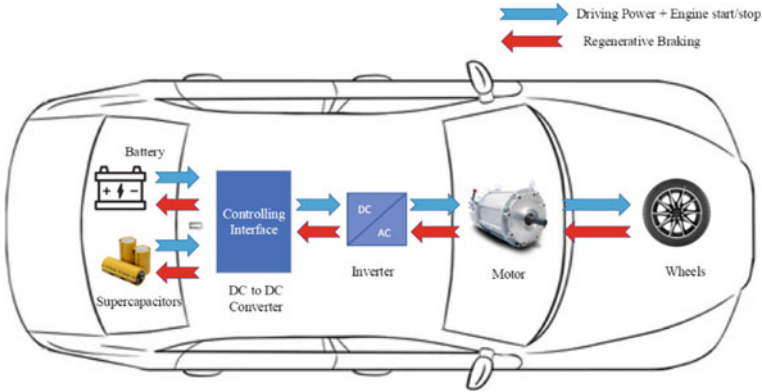 Driving Power + Engine start/stop
Regenerative Braking
Battery
+ -
Controlling
Interface
DC
AC
Supercapacitors
DC to DC
Converter
Inverter
Motor
Wheels